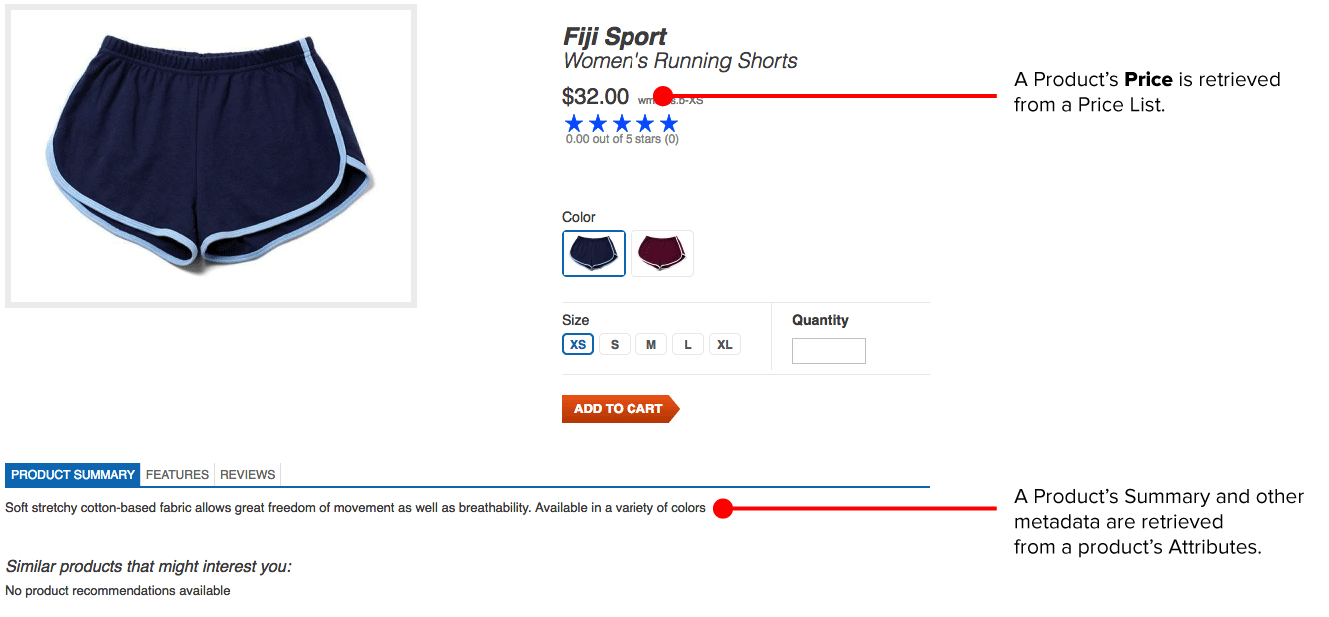 Fiji Sport
Women's Running Shorts
$32.00
A Product's Price is retrieved
from a Price List.
0.00 out of 5 stars (0)
Color
Size
Quantity
XS S M L XL
ADD TO CART
PRODUCT SUMMARY FEATURES REVIEWS
Soft stretchy cotton-based fabric allows great freedom of movement as well as breathability. Available in a variety of colors
A Product's Summary and other
metadata are retrieved
from a product's Attributes.
Similar products that might interest you:
No product recommendations available